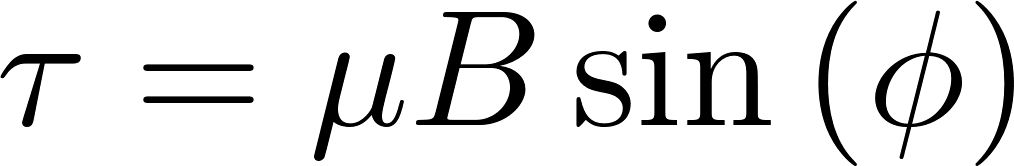 τ = μB sin (ϕ)